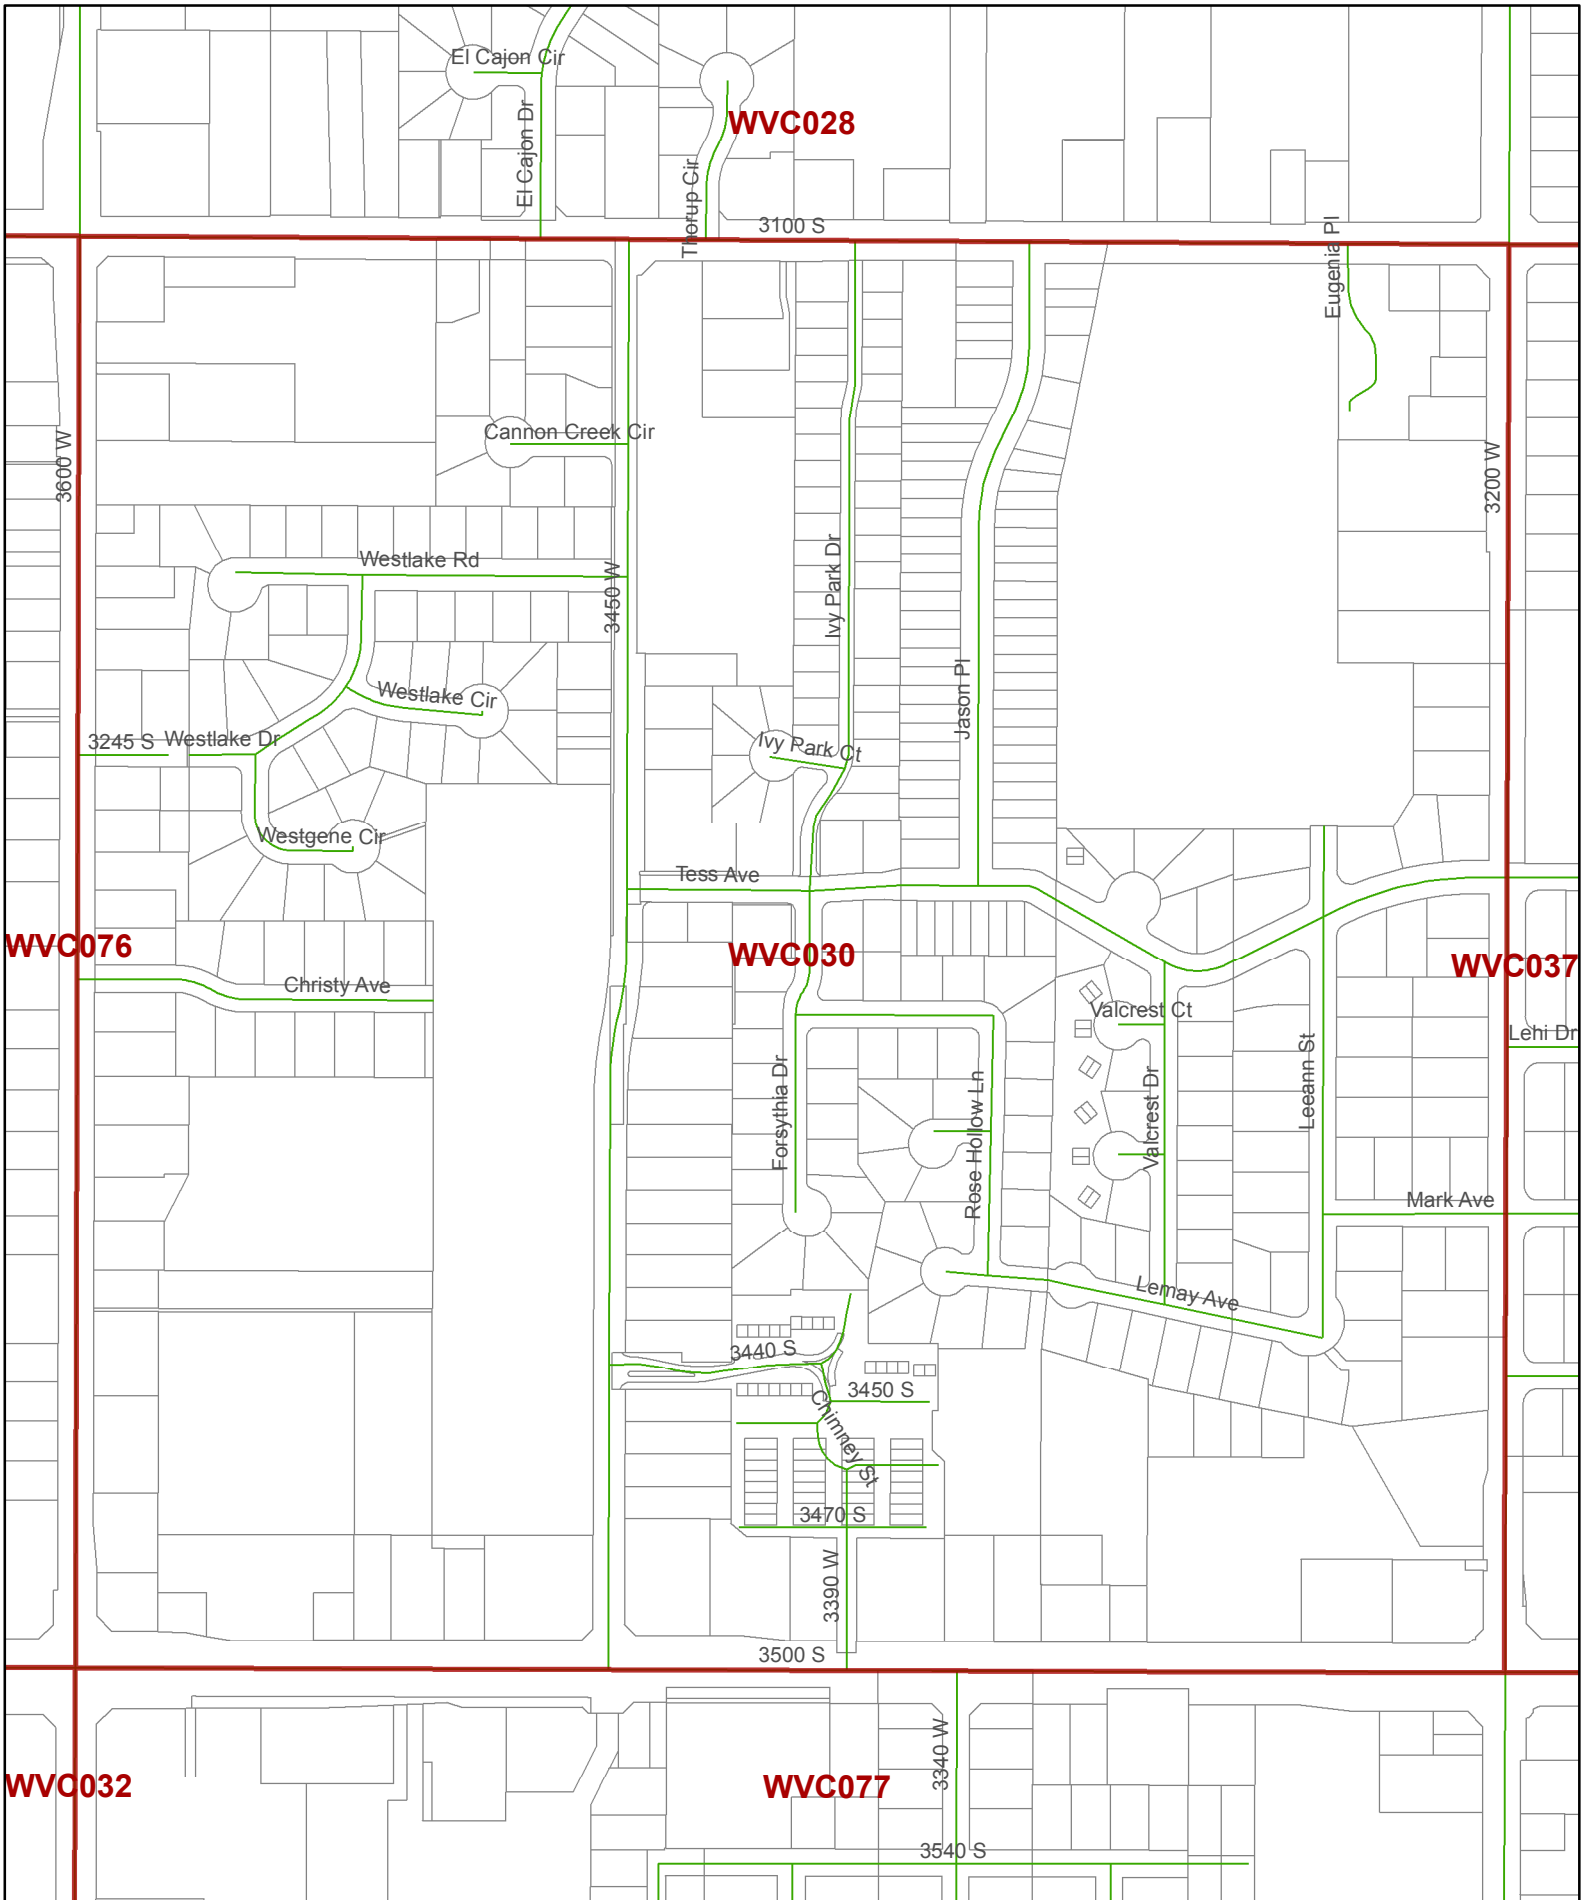 El Cajon Cir
WVC028
El Cajon Dr
Thorup Cir
3100 S
Eugenia Pl
Cannon Creek Cir
3600 W
3200 W
Westlake Rd
3450 W
Ivy Park Dr
Westlake Cir
Jason Pl
3245 S
Westlake Dr
Ivy Park Ct
Westgene Cir
Tess Ave
WVC076
WVC030
WVC037
Christy Ave
Valcrest Ct
Lehi Dr
Forsythia Dr
Rose Hollow Ln
Valcrest Dr
Leeann St
Mark Ave
Lemay Ave
3440 S
3450 S
Chimney St
3470 S
3390 W
3500 S
3340 W
WVC032
WVC077
3540 S